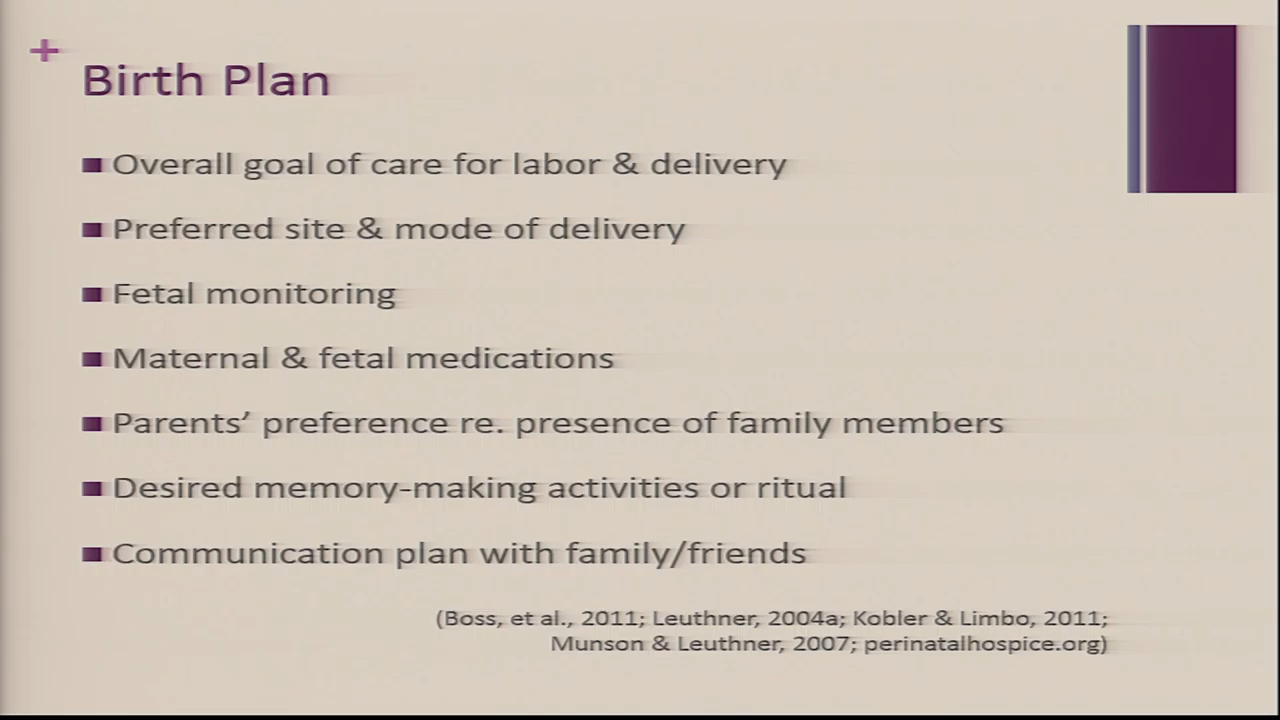 +
Birth Plan
Overall goal of care for labor & delivery
Preferred site & mode of delivery
Fetal monitoring
Maternal & fetal medications
Parents’ preference re. presence of family members
Desired memory-making activities or ritual
Communication plan with family/friends
(Boss, et al., 2011; Leuthner, 2004a; Kobler & Limbo, 2011;
Munson & Leuthner, 2007; perinatalhospice.org)